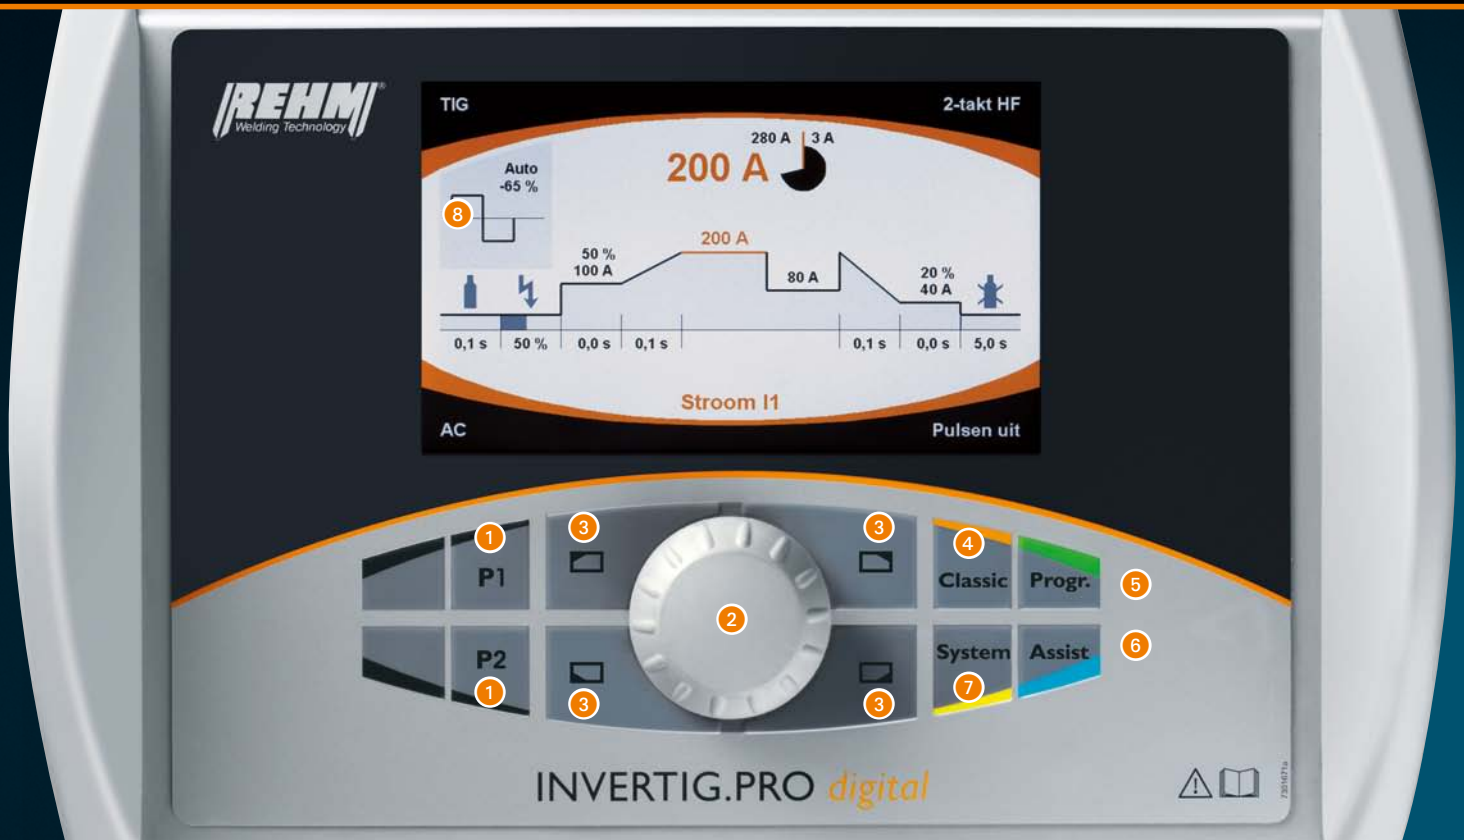 REHM®
Welding Technology
TIG
2-takt HF
280 A 3 A
200 A
Auto
-65 %
8
200 A
50 %
100 A
80 A
20 %
40 A
0,1 s 50 % 0,0 s 0,1 s 0,1 s 0,0 s 5,0 s
Stroom I1
AC
Pulsen uit
1
P1
3
3
4
Classic
Progr.
5
2
P2
1
3
3
System
7
Assist
6
INVERTIG.PRO digital
7301671a